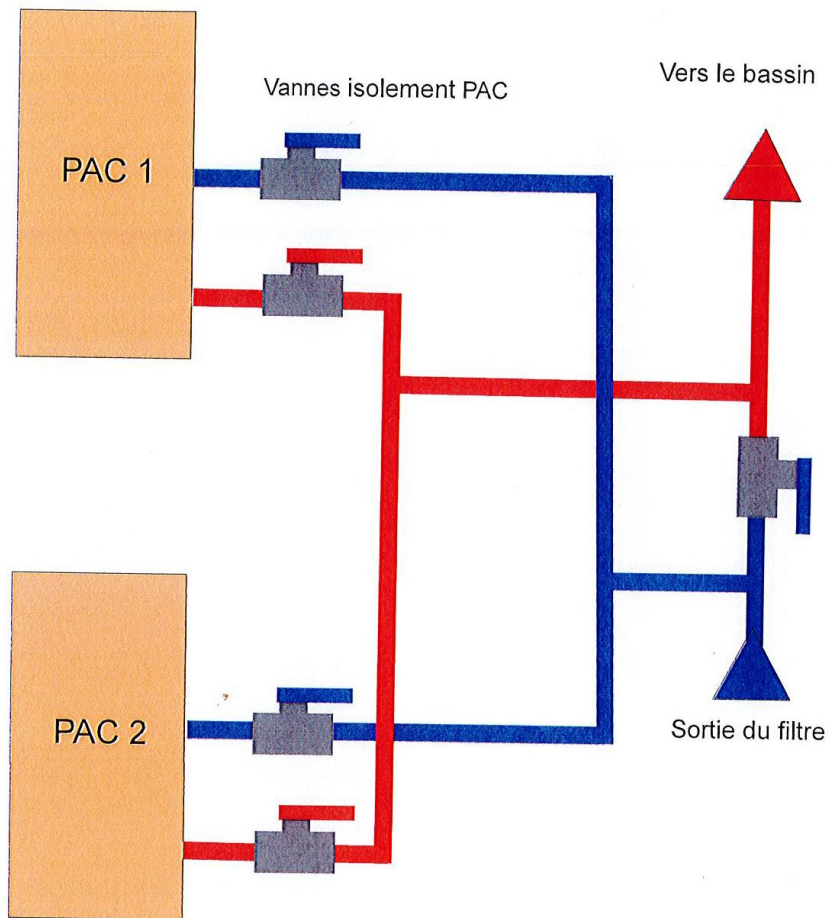 Vannes isolement PAC
Vers le bassin
PAC 1
PAC 2
Sortie du filtre